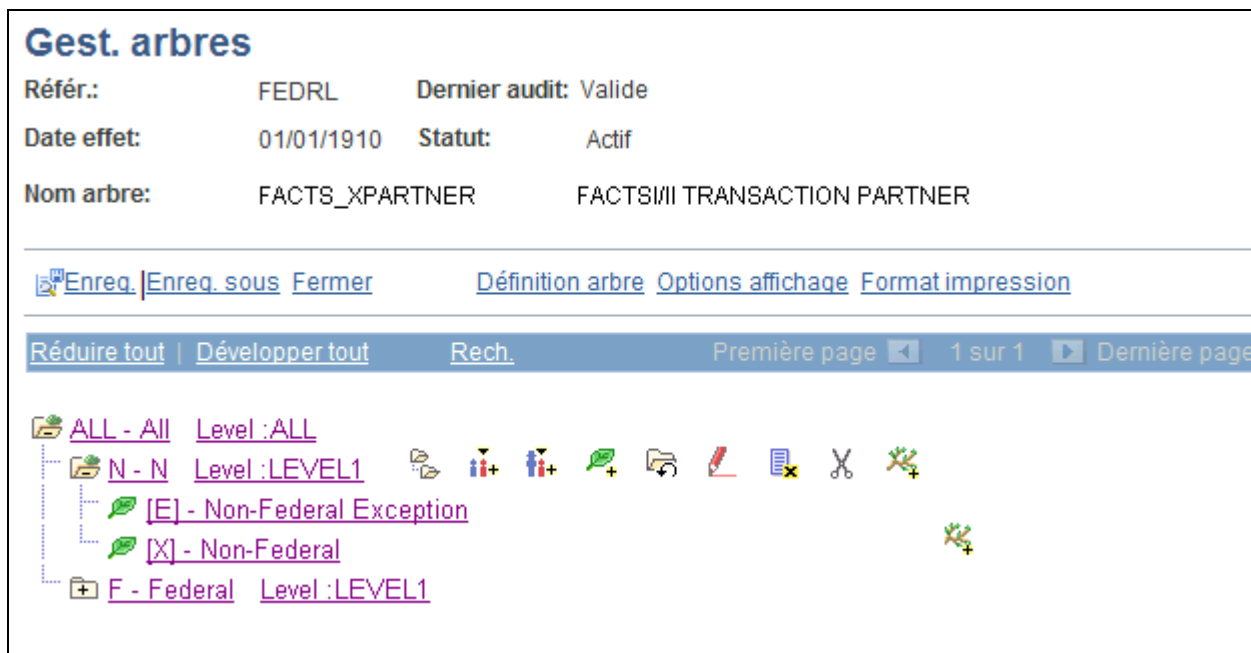 Gest. arbres
Référ.: FEDRL Dernier audit: Valide
Date effet: 01/01/1910 Statut: Actif
Nom arbre: FACTS_XPARTNER FACTSI/II TRANSACTION PARTNER
Enreg. Enreg. sous Fermer Définition arbre Options affichage Format impression
Réduire tout | Développer tout Rech. Première page 1 sur 1 Dernière page
ALL - All Level :ALL
N - N Level :LEVEL1
[E] - Non-Federal Exception
[X] - Non-Federal
F - Federal Level :LEVEL1